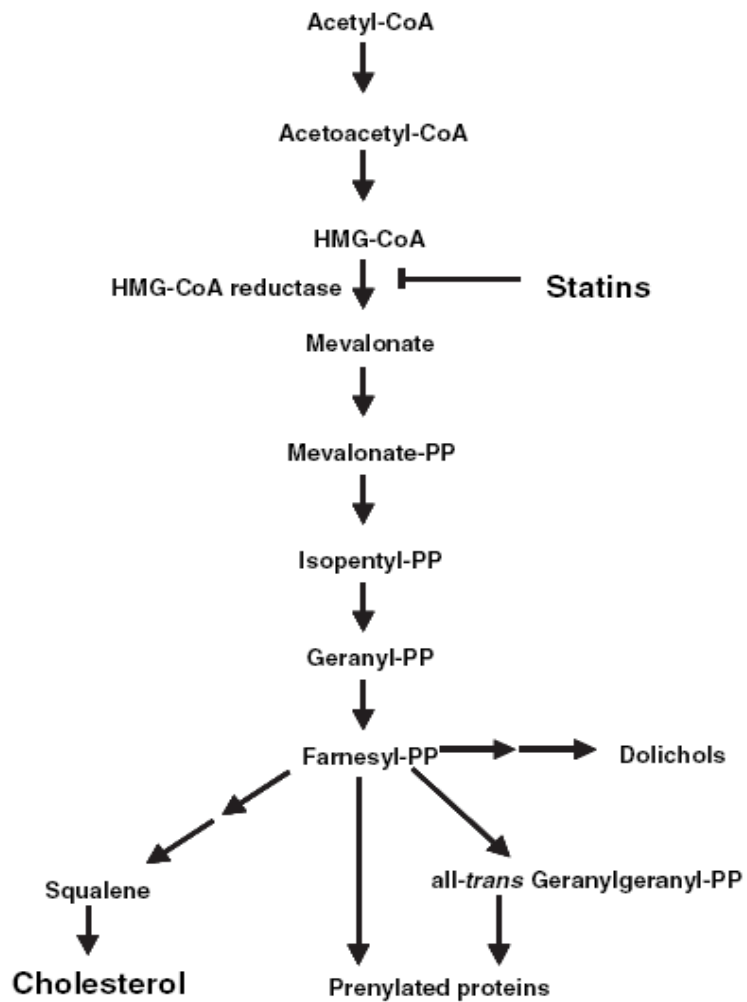 Acetyl-CoA
Acetoacetyl-CoA
HMG-CoA
HMG-CoA reductase
Statins
Mevalonate
Mevalonate-PP
Isopentyl-PP
Geranyl-PP
Farnesyl-PP
Dolichols
Squalene
all-trans Geranylgeranyl-PP
Cholesterol
Prenylated proteins